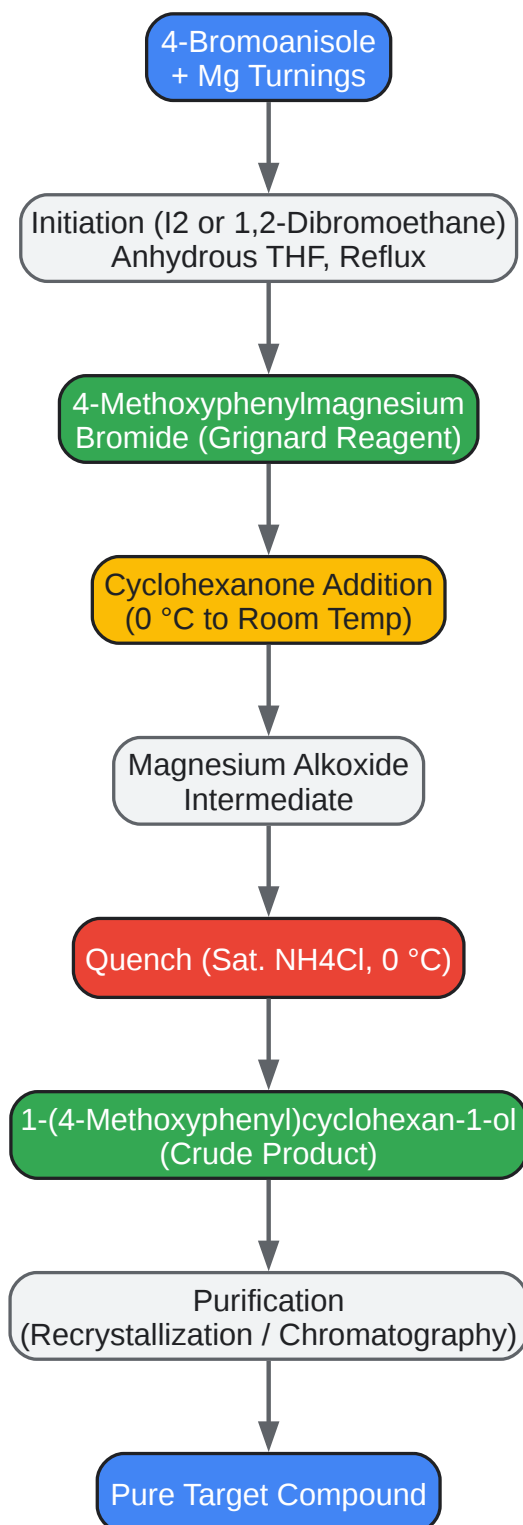 4-Bromoanisole
+ Mg Turnings
Initiation (I2 or 1,2-Dibromoethane)
Anhydrous THF, Reflux
4-Methoxyphenylmagnesium
Bromide (Grignard Reagent)
Cyclohexanone Addition
(0 °C to Room Temp)
Magnesium Alkoxide
Intermediate
Quench (Sat. NH4Cl, 0 °C)
1-(4-Methoxyphenyl)cyclohexan-1-ol
(Crude Product)
Purification
(Recrystallization / Chromatography)
Pure Target Compound